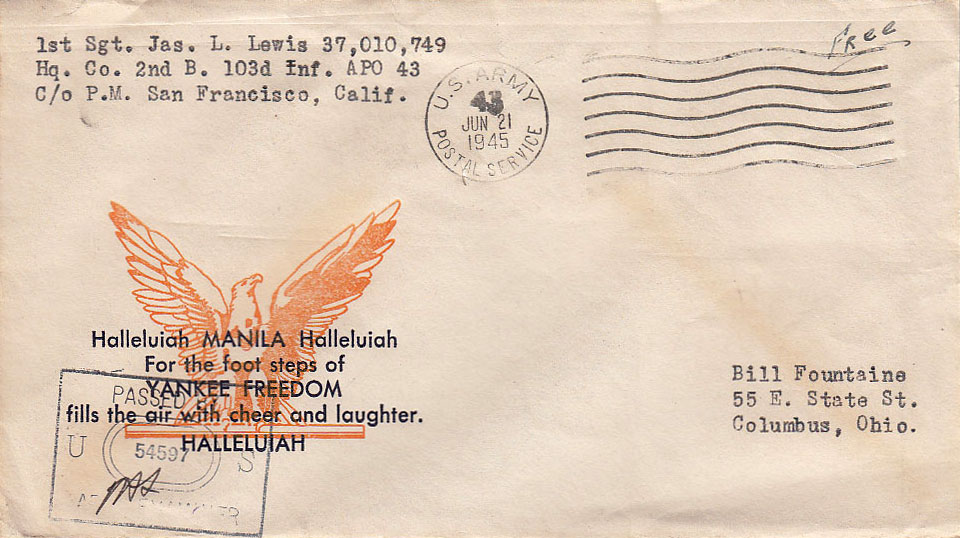 1st Sgt. Jas. L. Lewis 37,010,749
Hq. Co. 2nd B. 103d Inf. APO 43
C/o P.M. San Francisco, Calif.
U.S. ARMY
43
JUN 21
1945
POSTAL SERVICE
Free
Halleluiah MANILA Halleluiah
For the foot steps of
YANKEE FREEDOM
fills the air with cheer and laughter.
HALLELUIAH
PASSED
U S
54597
Bill Fountaine
55 E. State St.
Columbus, Ohio.